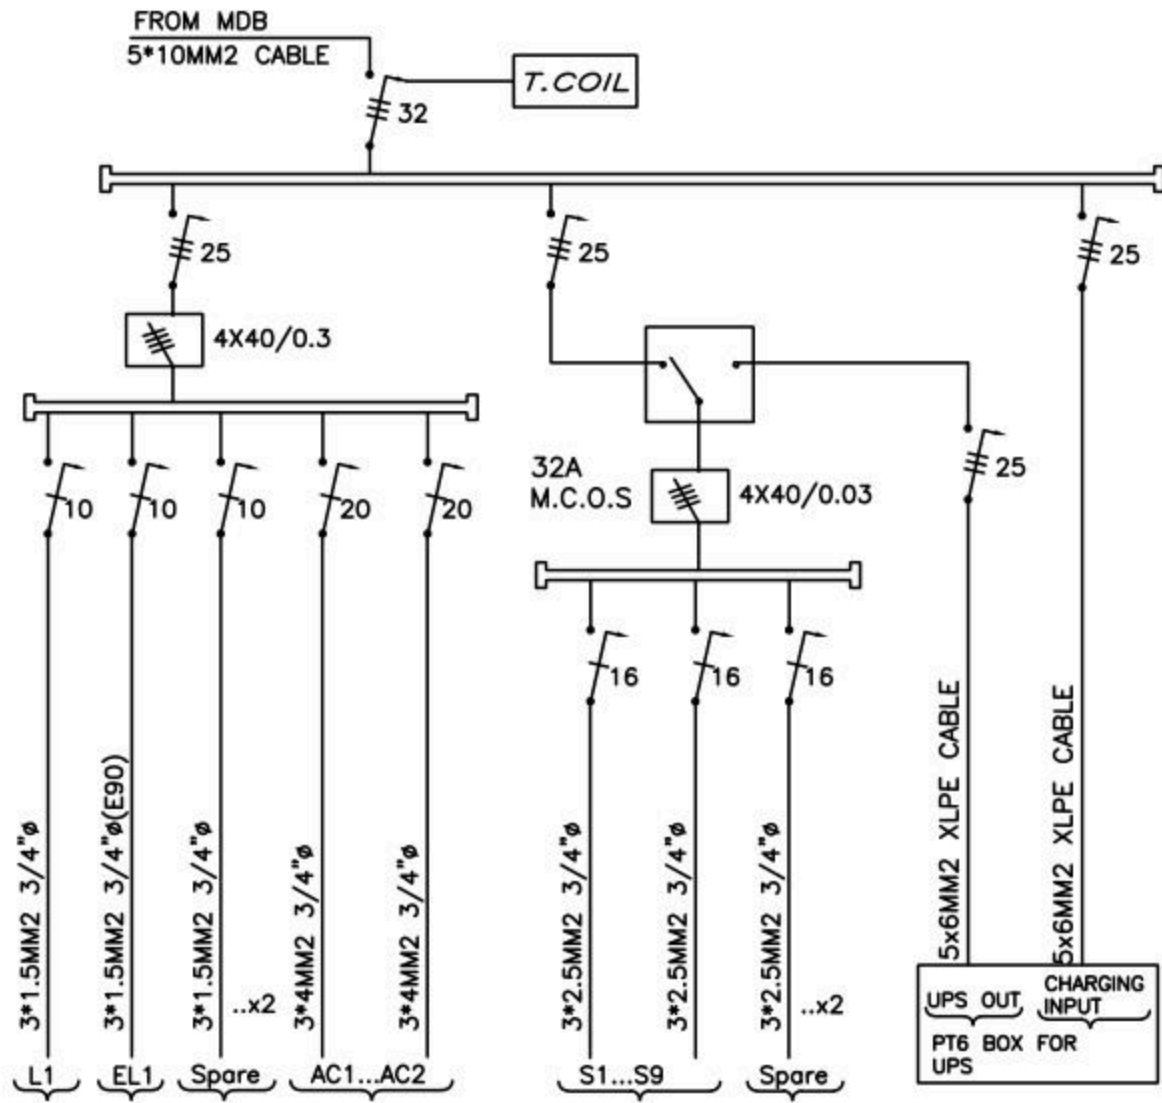 FROM MDB
5*10MM2 CABLE
T.COIL
32
25
25
25
4X40/0.3
32A
M.C.O.S
4X40/0.03
25
10
10
10
20
20
16
16
16
3*1.5MM2 3/4"ø
3*1.5MM2 3/4"ø(E90)
3*1.5MM2 3/4"ø
..x2
3*4MM2 3/4"ø
3*4MM2 3/4"ø
3*2.5MM2 3/4"ø
3*2.5MM2 3/4"ø
3*2.5MM2 3/4"ø
..x2
5x6MM2 XLPE CABLE
5x6MM2 XLPE CABLE
UPS OUT
CHARGING
INPUT
PT6 BOX FOR
UPS
L1
EL1
Spare
AC1...AC2
S1...S9
Spare